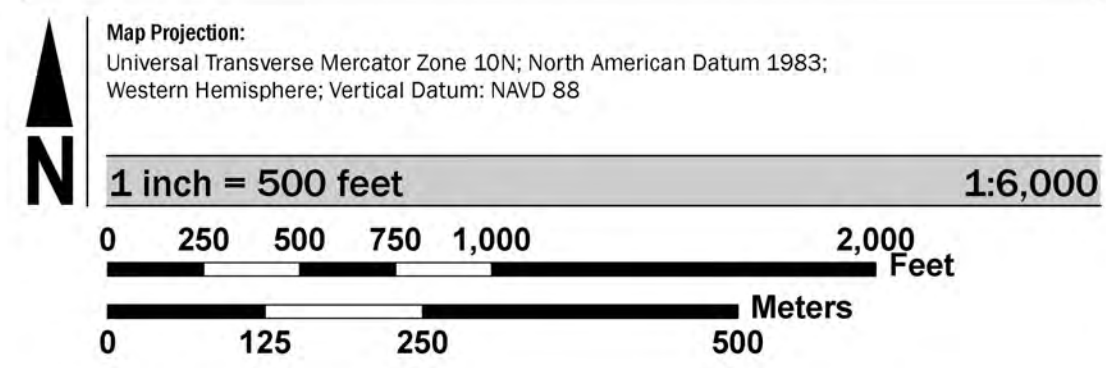 Map Projection:
Universal Transverse Mercator Zone 10N; North American Datum 1983;
Western Hemisphere; Vertical Datum: NAVD 88
N
1 inch = 500 feet 1:6,000
0 250 500 750 1,000 2,000
Feet
Meters
0 125 250 500